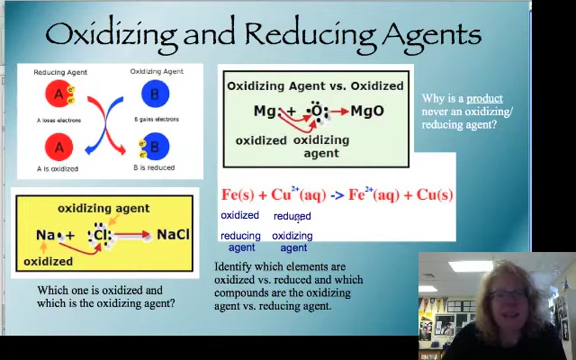 Oxidizing and Reducing Agents
Reducing Agent
Oxidizing Agent
A
e-
e-
B
A loses electrons
B gains electrons
A
e-
e-
B
A is oxidized
B is reduced
oxidizing agent
Na + Cl → NaCl
oxidized
Which one is oxidized and
which is the oxidizing agent?
Oxidizing Agent vs. Oxidized
Mg + O → MgO
oxidized
oxidizing
agent
Fe(s) + Cu2+(aq) -> Fe2+(aq) + Cu(s)
oxidized
reduced
reducing
agent
oxidizing
agent
Identify which elements are
oxidized vs. reduced and which
compounds are the oxidizing
agent vs. reducing agent.
Why is a product
never an oxidizing/
reducing agent?